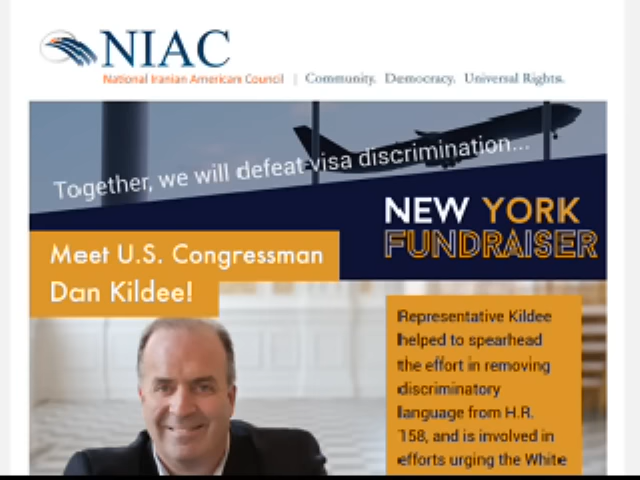 NIAC
National Iranian American Council | Community. Democracy. Universal Rights.
Together, we will defeat visa discrimination...
NEW YORK
FUNDRAISER
Meet U.S. Congressman
Dan Kildee!
Representative Kildee
helped to spearhead
the effort in removing
discriminatory
language from H.R.
158, and is involved in
efforts urging the White